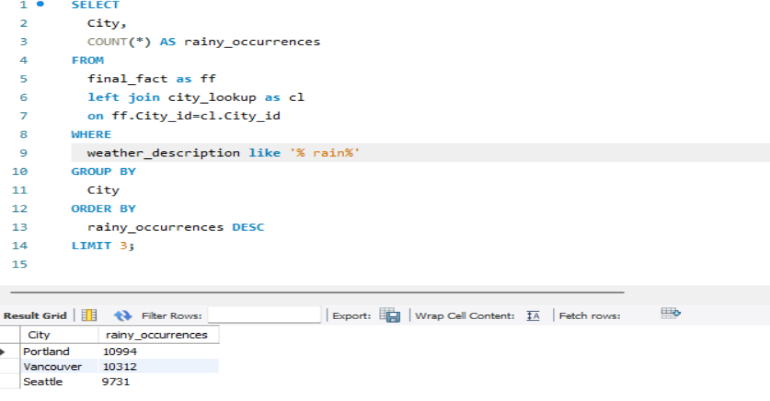 1 SELECT
2 City,
3 COUNT(*) AS rainy_occurrences
4 FROM
5 final_fact as ff
6 left join city_lookup as cl
7 on ff.City_id=cl.City_id
8 WHERE
9 weather_description like '% rain%'
10 GROUP BY
11 City
12 ORDER BY
13 rainy_occurrences DESC
14 LIMIT 3;
15
Result Grid Filter Rows: Export: Wrap Cell Content: IA Fetch rows:
City rainy_occurrences
Portland 10994
Vancouver 10312
Seattle 9731